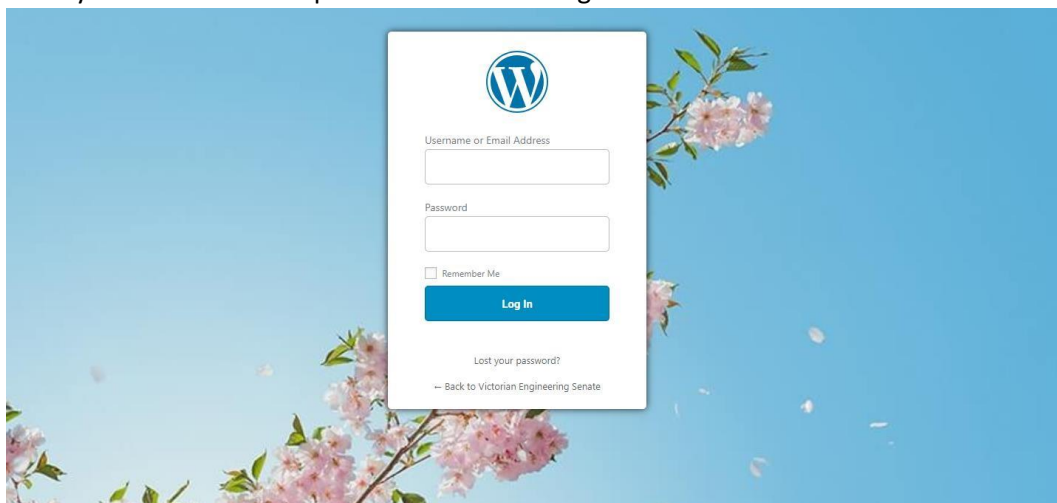 Username or Email Address
Password
Remember Me
Log In
Lost your password?
← Back to Victorian Engineering Senate